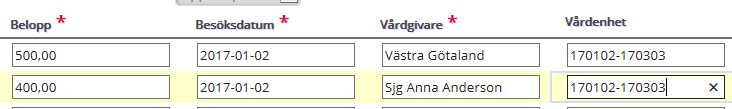 Belopp * Besöksdatum * Vårdgivare * Vårdenhet
500,00 2017-01-02 Västra Götaland 170102-170303
400,00 2017-01-02 Sjg Anna Anderson 170102-170303 ×